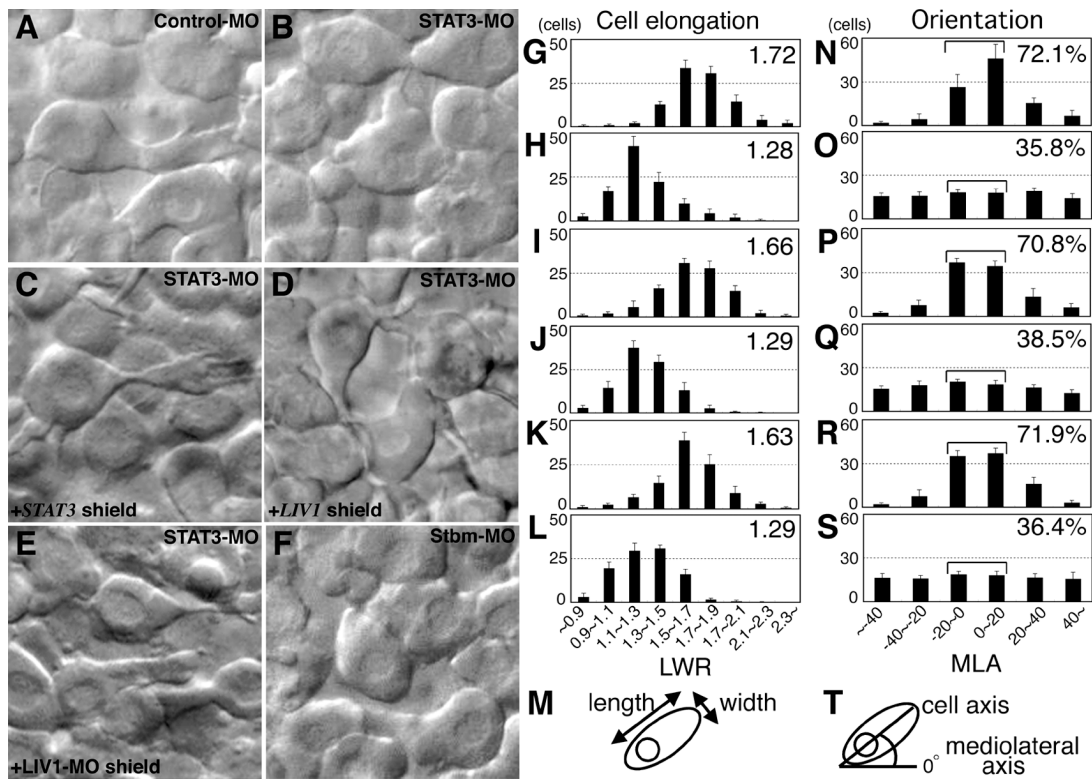 A Control-MO
B STAT3-MO
C STAT3-MO
+STAT3 shield
D STAT3-MO
+LIV1 shield
E STAT3-MO
+LIV1-MO shield
F Stbm-MO
(cells) Cell elongation
G 50 25 0 1.72
H 50 25 0 1.28
I 50 25 0 1.66
J 50 25 0 1.29
K 50 25 0 1.63
L 50 25 0 1.29
~0.9 0.9~1.1 1.1~1.3 1.3~1.5 1.5~1.7 1.7~1.9 1.7~2.1 2.1~2.3 2.3~
LWR
M length width
(cells) Orientation
N 60 30 0 72.1%
O 60 30 0 35.8%
P 60 30 0 70.8%
Q 60 30 0 38.5%
R 60 30 0 71.9%
S 60 30 0 36.4%
~-40 -40~-20 -20~0 0~20 20~40 40~
MLA
T cell axis
0° mediolateral
axis